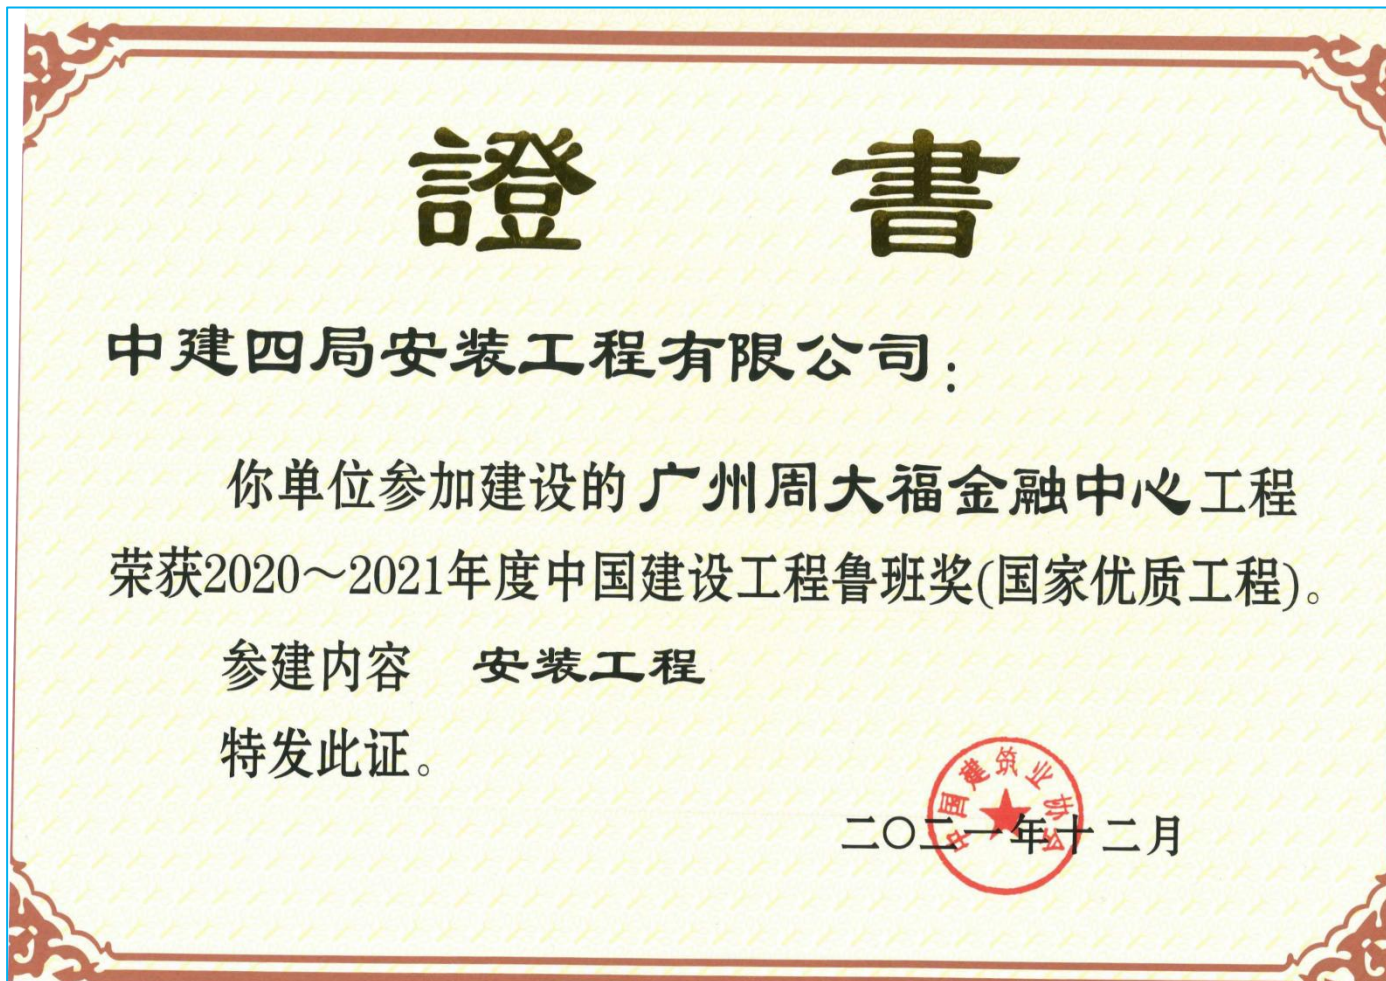 證書
中建四局安装工程有限公司:
你单位参加建设的广州周大福金融中心工程
荣获2020～2021年度中国建设工程鲁班奖(国家优质工程)。
参建内容 安装工程
特发此证。
中国建筑业协会
二〇二一年十二月